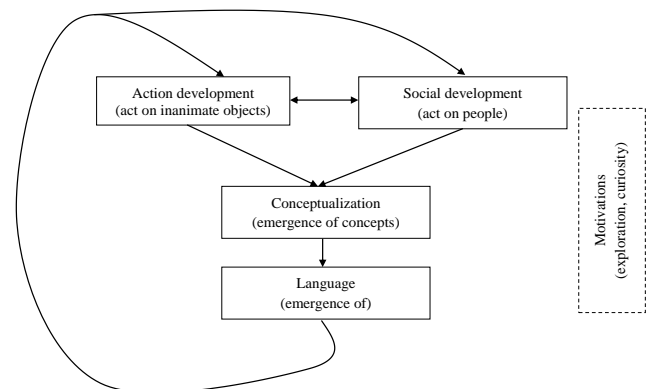 Action development
(act on inanimate objects)
Social development
(act on people)
Conceptualization
(emergence of concepts)
Language
(emergence of)
Motivations
(exploration, curiosity)